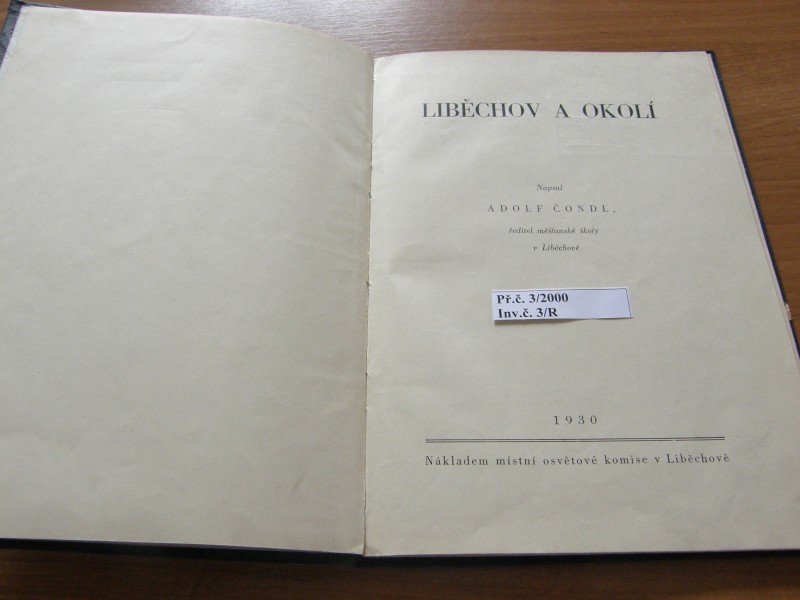 LIBĚCHOV A OKOLÍ
Napsal
ADOLF ČONDL,
ředitel měšťanské školy
v Liběchově
Př.č. 3/2000
Inv.č. 3/R
1930
Nákladem místní osvětové komise v Liběchově